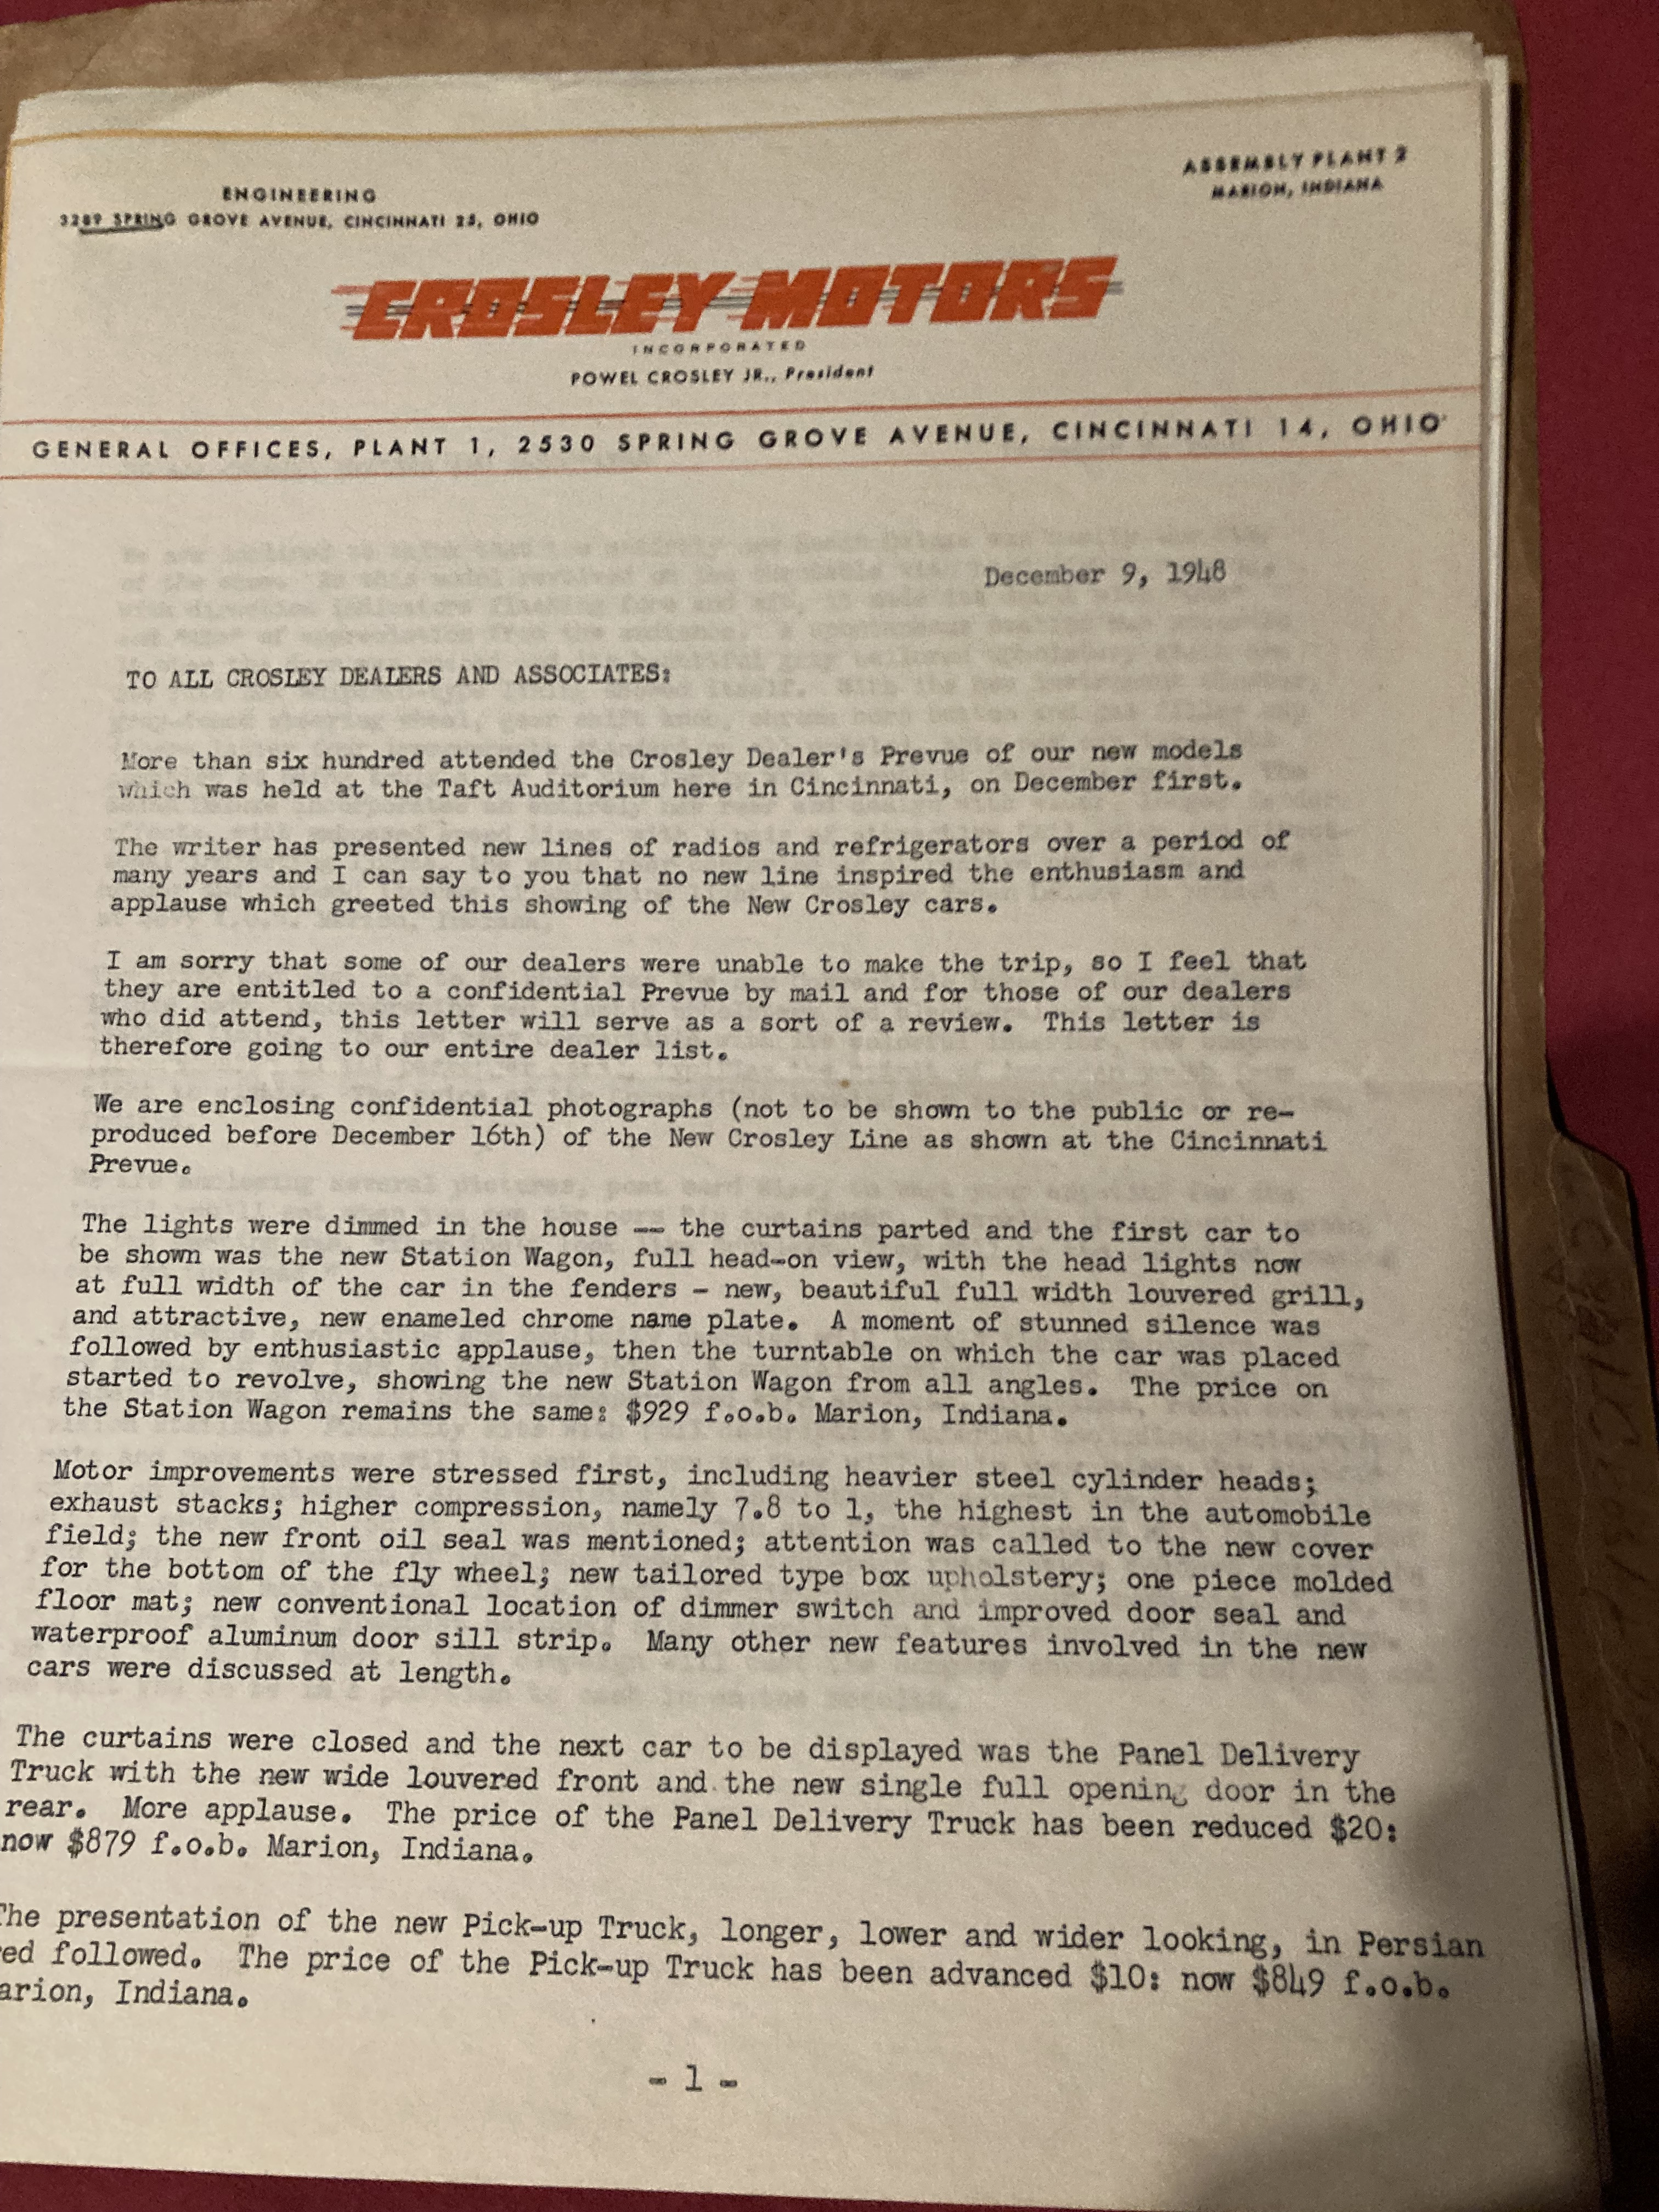 ENGINEERING
3289 SPRING GROVE AVENUE, CINCINNATI 25, OHIO
ASSEMBLY PLANT 2
MARION, INDIANA
CROSLEY MOTORS
INCORPORATED
POWEL CROSLEY JR., President
GENERAL OFFICES, PLANT 1, 2530 SPRING GROVE AVENUE, CINCINNATI 14, OHIO
December 9, 1948
TO ALL CROSLEY DEALERS AND ASSOCIATES:
More than six hundred attended the Crosley Dealer's Prevue of our new models
which was held at the Taft Auditorium here in Cincinnati, on December first.
The writer has presented new lines of radios and refrigerators over a period of
many years and I can say to you that no new line inspired the enthusiasm and
applause which greeted this showing of the New Crosley cars.
I am sorry that some of our dealers were unable to make the trip, so I feel that
they are entitled to a confidential Prevue by mail and for those of our dealers
who did attend, this letter will serve as a sort of a review. This letter is
therefore going to our entire dealer list.
We are enclosing confidential photographs (not to be shown to the public or re-
produced before December 16th) of the New Crosley Line as shown at the Cincinnati
Prevue.
The lights were dimmed in the house -- the curtains parted and the first car to
be shown was the new Station Wagon, full head-on view, with the head lights now
at full width of the car in the fenders - new, beautiful full width louvered grill,
and attractive, new enameled chrome name plate. A moment of stunned silence was
followed by enthusiastic applause, then the turntable on which the car was placed
started to revolve, showing the new Station Wagon from all angles. The price on
the Station Wagon remains the same: $929 f.o.b. Marion, Indiana.
Motor improvements were stressed first, including heavier steel cylinder heads;
exhaust stacks; higher compression, namely 7.8 to 1, the highest in the automobile
field; the new front oil seal was mentioned; attention was called to the new cover
for the bottom of the fly wheel; new tailored type box upholstery; one piece molded
floor mat; new conventional location of dimmer switch and improved door seal and
waterproof aluminum door sill strip. Many other new features involved in the new
cars were discussed at length.
The curtains were closed and the next car to be displayed was the Panel Delivery
Truck with the new wide louvered front and the new single full opening door in the
rear. More applause. The price of the Panel Delivery Truck has been reduced $20:
now $879 f.o.b. Marion, Indiana.
The presentation of the new Pick-up Truck, longer, lower and wider looking, in Persian
ed followed. The price of the Pick-up Truck has been advanced $10: now $849 f.o.b.
arion, Indiana.
- 1 -